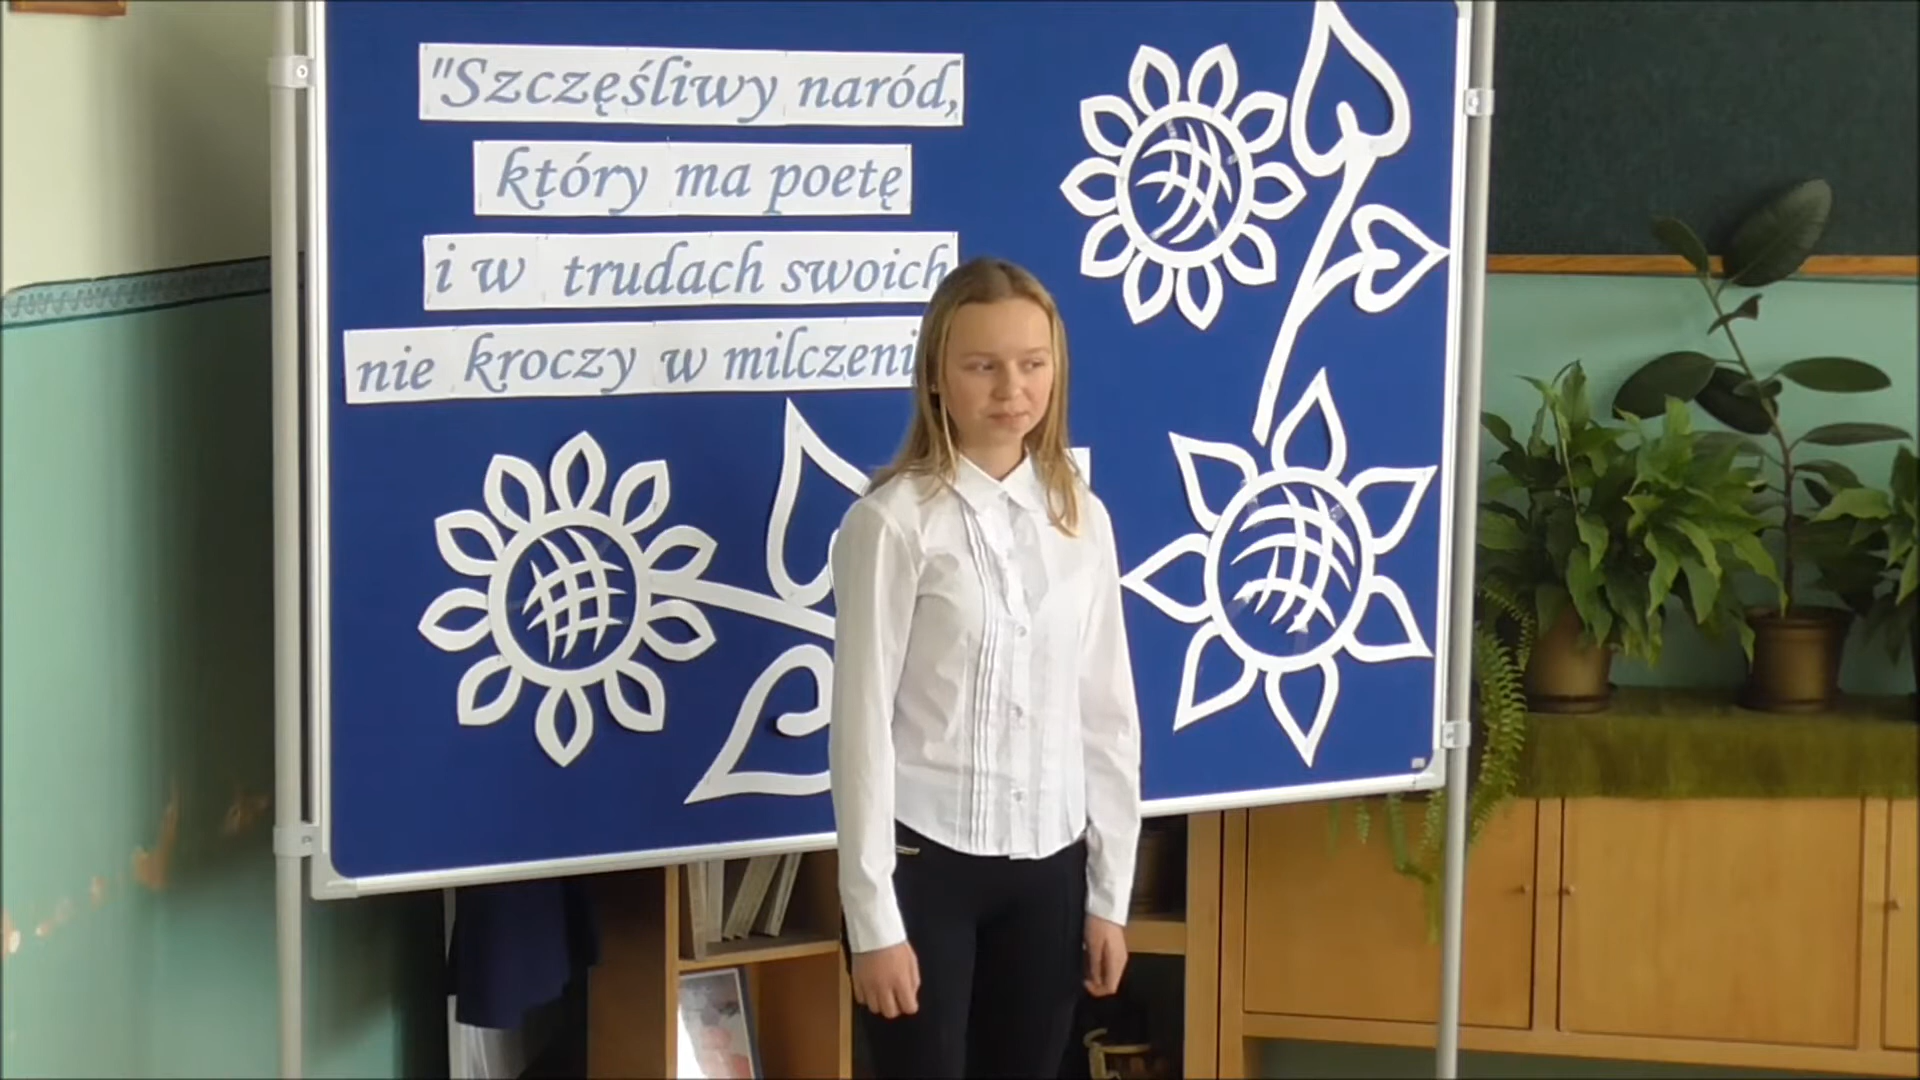 "Szczęśliwy naród,
który ma poetę
i w trudach swoich
nie kroczy w milczeni